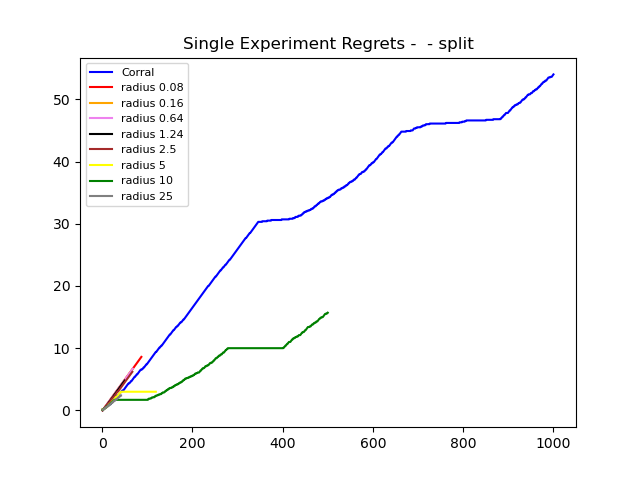 Single Experiment Regrets -  - split
Corral
radius 0.08
radius 0.16
radius 0.64
radius 1.24
radius 2.5
radius 5
radius 10
radius 25
50
40
30
20
10
0
0 200 400 600 800 1000